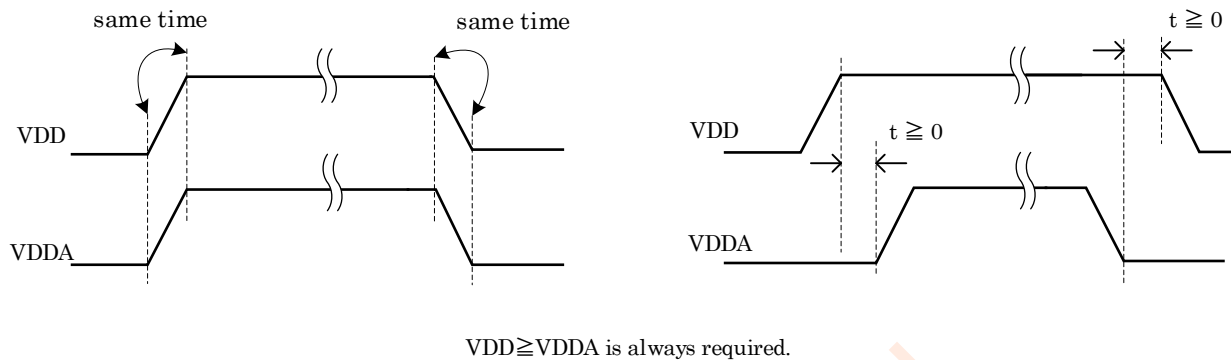 same time
same time
VDD
VDDA
t ≧ 0
t ≧ 0
VDD
VDDA
VDD≧VDDA is always required.